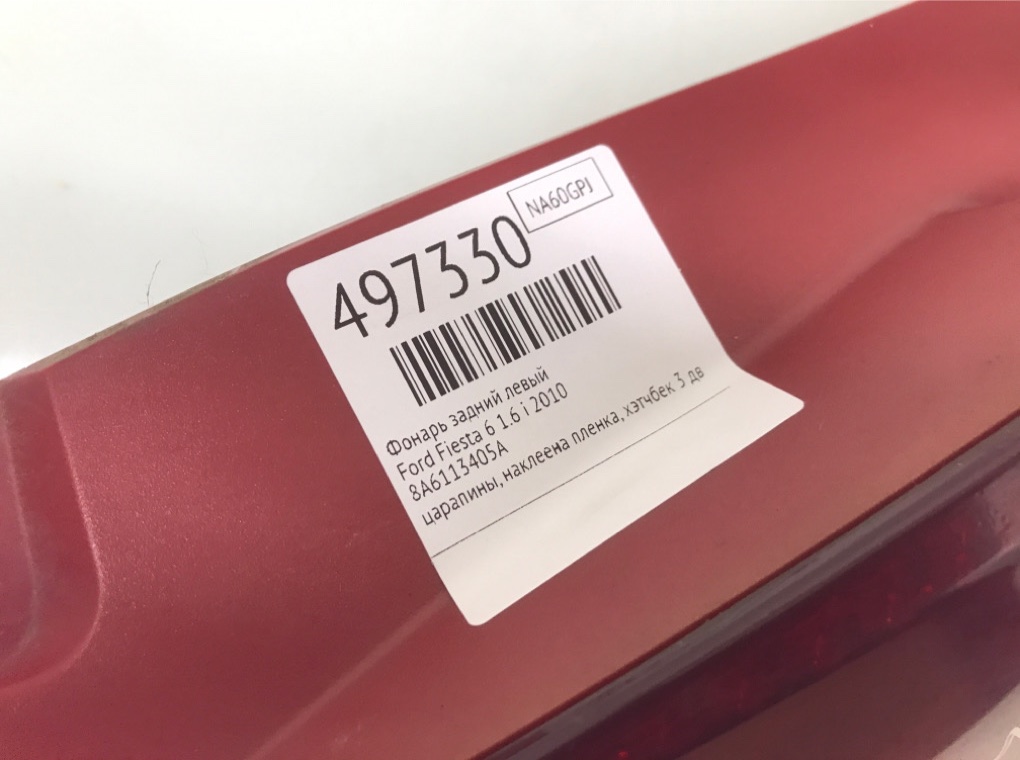 NA60GPJ
497330
Фонарь задний левый
Ford Fiesta 6 1.6 i 2010
8A6113405A
царапины, наклеена пленка, хэтчбек 3 дв